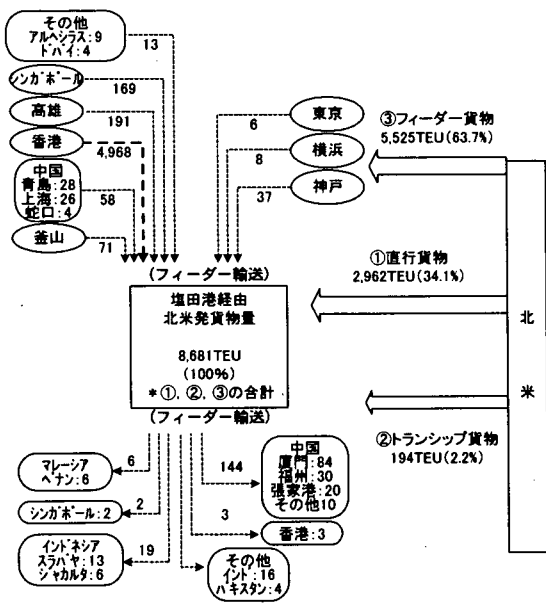 その他
アルヘシラス:9
ドバイ:4
13
シンガポール
169
高雄
191
香港
4,968
中国
青島:28
上海:26
蛇口:4
58
釜山
71
東京
6
横浜
8
神戸
37
③フィーダー貨物
5,525TEU(63.7%)
①直行貨物
2,962TEU(34.1%)
②トランシップ貨物
194TEU(2.2%)
北
米
(フィーダー輸送)
塩田港経由
北米発貨物量
8,681TEU
(100%)
*①,②,③の合計
(フィーダー輸送)
6
マレーシア
ペナン:6
2
シンガポール:2
19
インドネシア
スラバヤ:13
ジャカルタ:6
144
中国
廈門:84
福州:30
張家港:20
その他10
3
香港:3
その他
インド:16
パキスタン:4